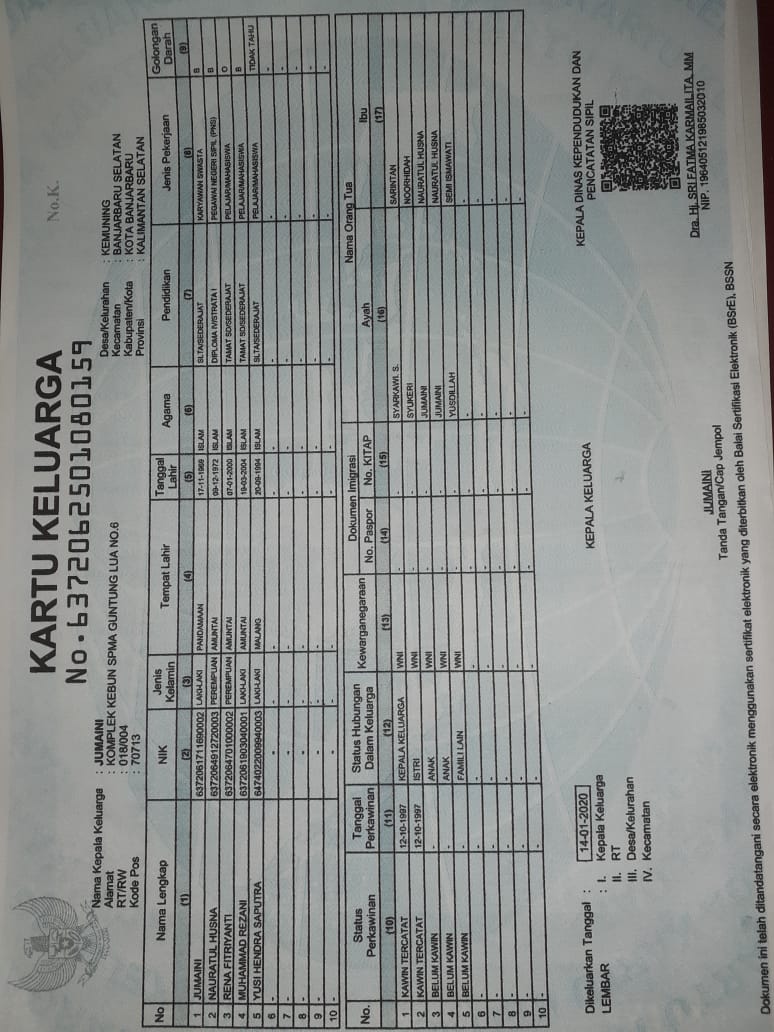 No.K.
KARTU KELUARGA
No.6372062501080159
Nama Kepala Keluarga : JUMAINI
Alamat : KOMPLEK KEBUN SPMA GUNTUNG LUA NO.6
RT/RW : 018/004
Kode Pos : 70713
Desa/Kelurahan : KEMUNING
Kecamatan : BANJARBARU SELATAN
Kabupaten/Kota : KOTA BANJARBARU
Provinsi : KALIMANTAN SELATAN
No Nama Lengkap NIK Jenis Kelamin Tempat Lahir Tanggal Lahir Agama Pendidikan Jenis Pekerjaan Golongan Darah
(1) (2) (3) (4) (5) (6) (7) (8) (9)
1 JUMAINI 6372061711690002 LAKI-LAKI PANDAMAAN 17-11-1969 ISLAM SLTA/SEDERAJAT KARYAWAN SWASTA B
2 NAURATUL HUSNA 6372064912720003 PEREMPUAN AMUNTAI 09-12-1972 ISLAM DIPLOMA IV/STRATA I PEGAWAI NEGERI SIPIL (PNS) B
3 RENA FITRIYANTI 6372064701000002 PEREMPUAN AMUNTAI 07-01-2000 ISLAM TAMAT SD/SEDERAJAT PELAJAR/MAHASISWA O
4 MUHAMMAD REZANI 6372061903040001 LAKI-LAKI AMUNTAI 19-03-2004 ISLAM TAMAT SD/SEDERAJAT PELAJAR/MAHASISWA B
5 YUSI HENDRA SAPUTRA 6474022009940003 LAKI-LAKI MALANG 20-09-1994 ISLAM SLTA/SEDERAJAT PELAJAR/MAHASISWA TIDAK TAHU
6 - - - - - - - - -
7 - - - - - - - - -
8 - - - - - - - - -
9 - - - - - - - - -
10 - - - - - - - - -
No. Status Perkawinan Tanggal Perkawinan Status Hubungan Dalam Keluarga Kewarganegaraan Dokumen Imigrasi No. Paspor No. KITAP Nama Orang Tua Ayah Ibu
(10) (11) (12) (13) (14) (15) (16) (17)
1 KAWIN TERCATAT 12-10-1997 KEPALA KELUARGA WNI - - SYARKAWI. S. SARINTAN
2 KAWIN TERCATAT 12-10-1997 ISTRI WNI - - SYUKERI NOORHIDAH
3 BELUM KAWIN - ANAK WNI - - JUMAINI NAURATUL HUSNA
4 BELUM KAWIN - ANAK WNI - - JUMAINI NAURATUL HUSNA
5 BELUM KAWIN - FAMILI LAIN WNI - - YUSDILLAH SEMI ISMAWATI
6 - - - - - - - -
7 - - - - - - - -
8 - - - - - - - -
9 - - - - - - - -
10 - - - - - - - -
Dikeluarkan Tanggal : 14-01-2020
LEMBAR : I. Kepala Keluarga
II. RT
III. Desa/Kelurahan
IV. Kecamatan
KEPALA KELUARGA
JUMAINI
Tanda Tangan/Cap Jempol
KEPALA DINAS KEPENDUDUKAN DAN
PENCATATAN SIPIL
Dra. Hj. SRI FATMA KARMAILITA, MM
NIP. 196405121985032010
Dokumen ini telah ditandatangani secara elektronik menggunakan sertifikat elektronik yang diterbitkan oleh Balai Sertifikasi Elektronik (BSrE), BSSN